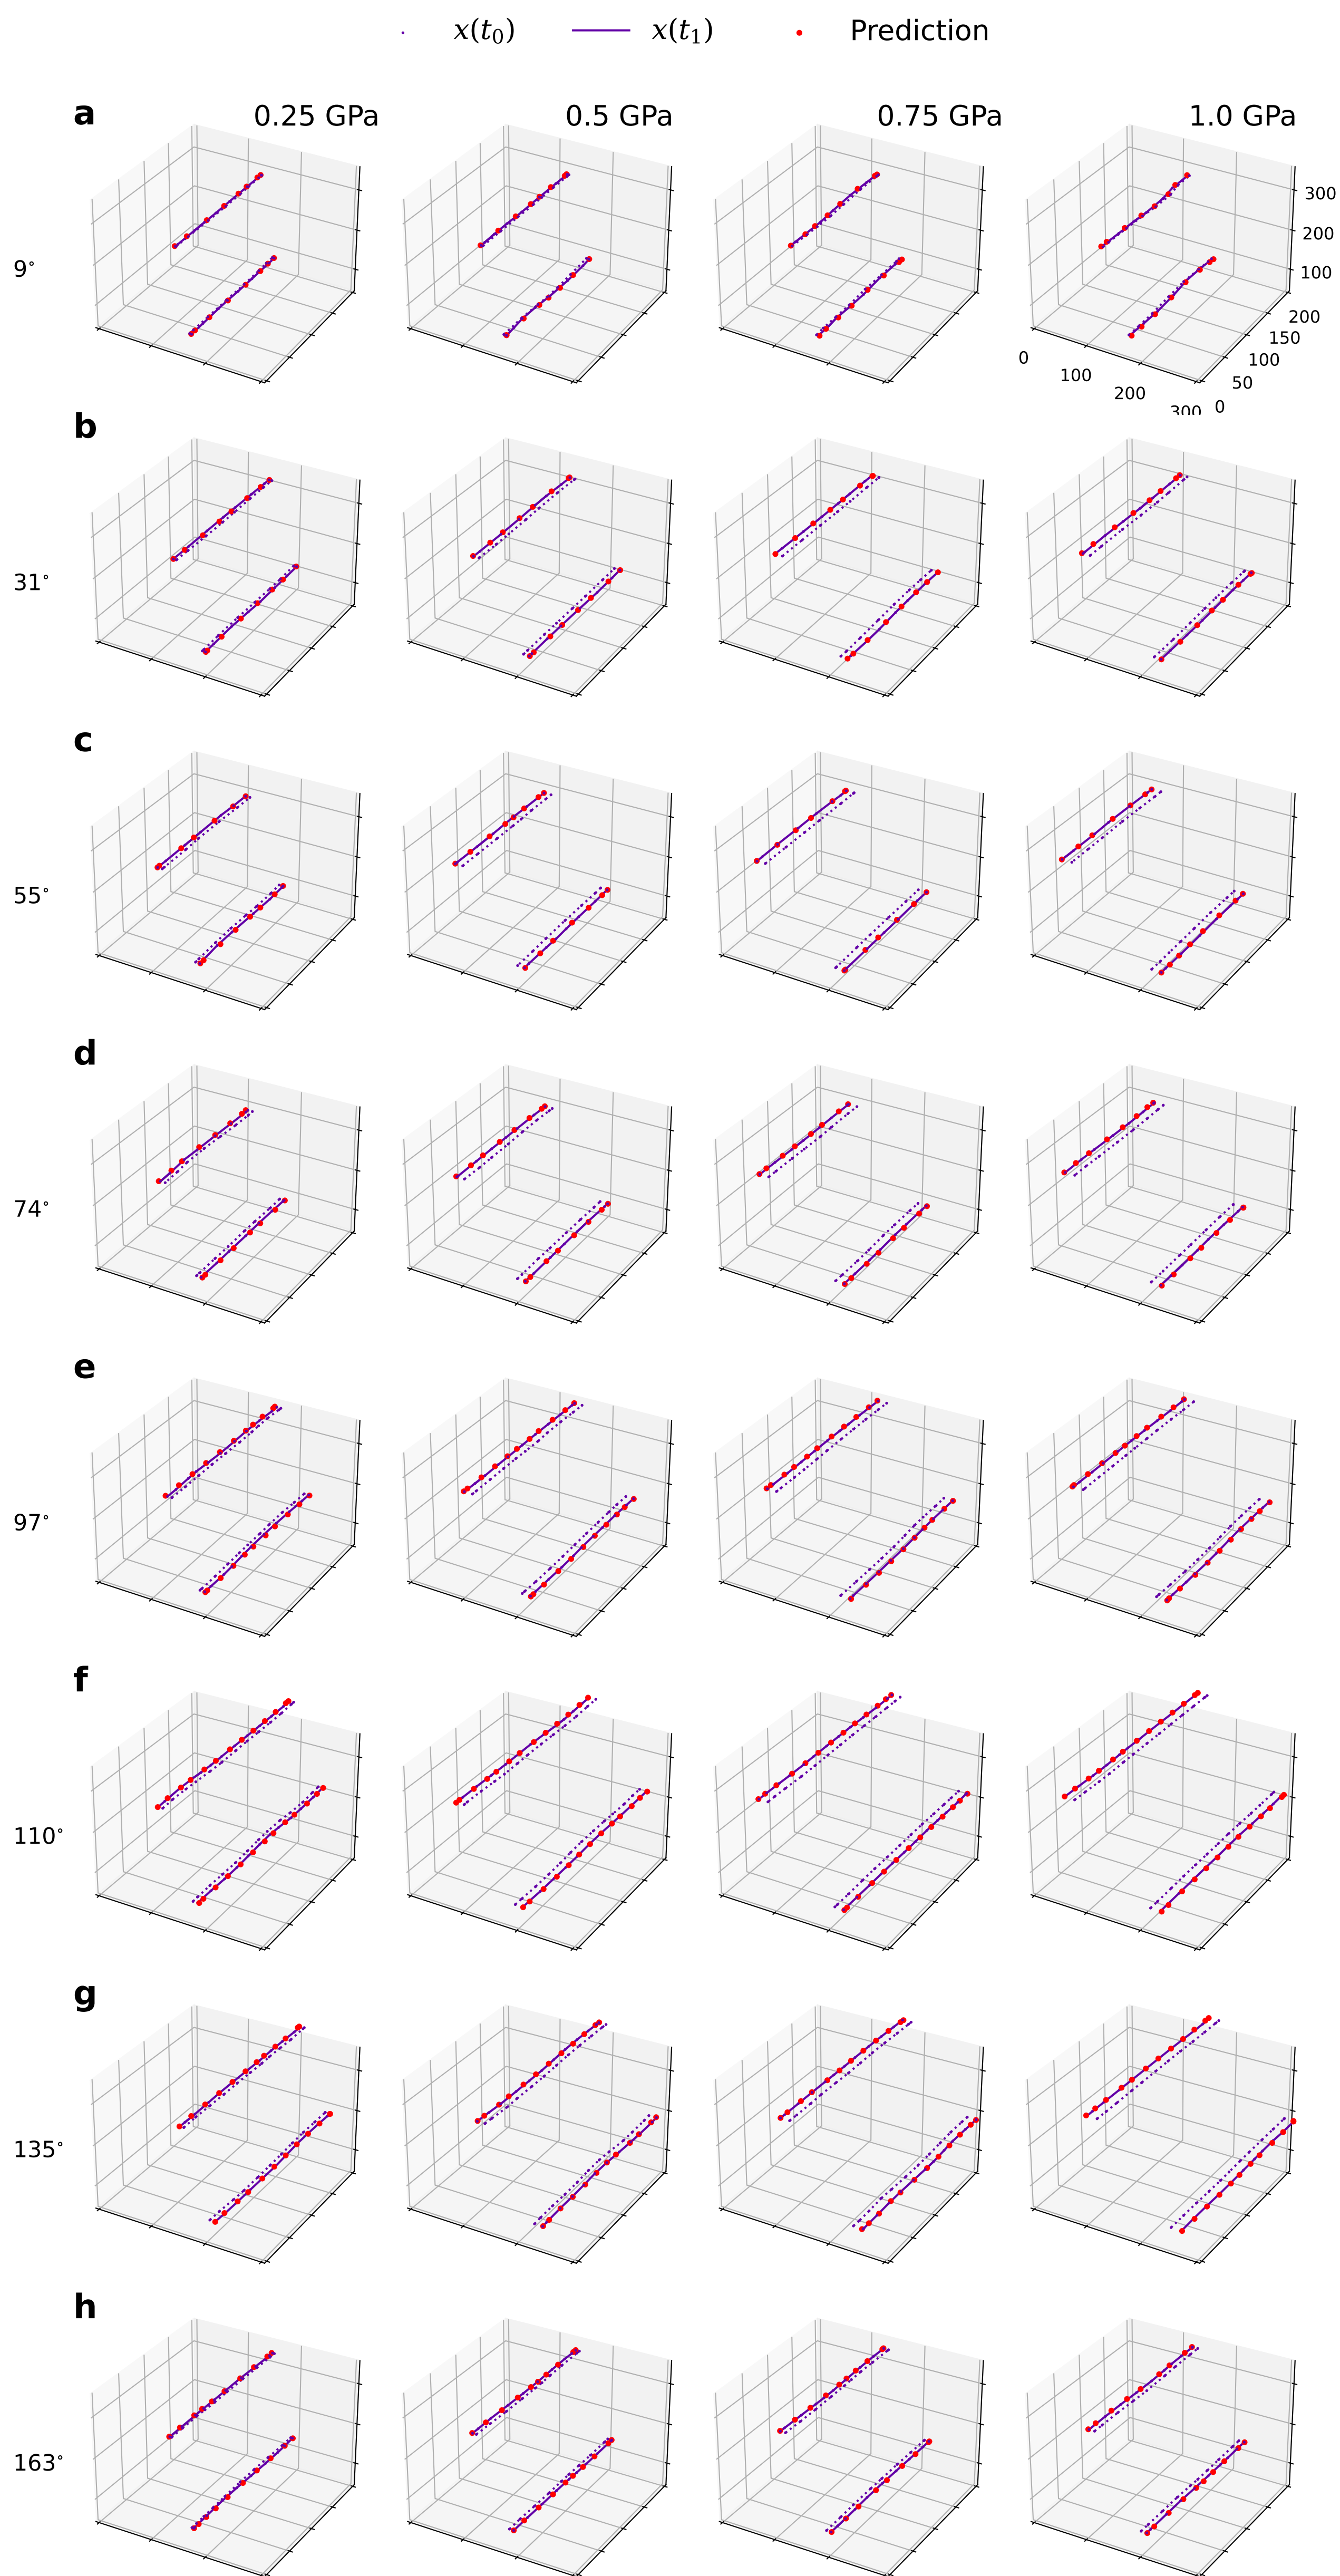 x(t₀) x(t₁) Prediction
a 0.25 GPa 0.5 GPa 0.75 GPa 1.0 GPa
300
200
9° 100
200
150
0 100
100 50
200 0
300
b
31°
c
55°
d
74°
e
97°
f
110°
g
135°
h
163°